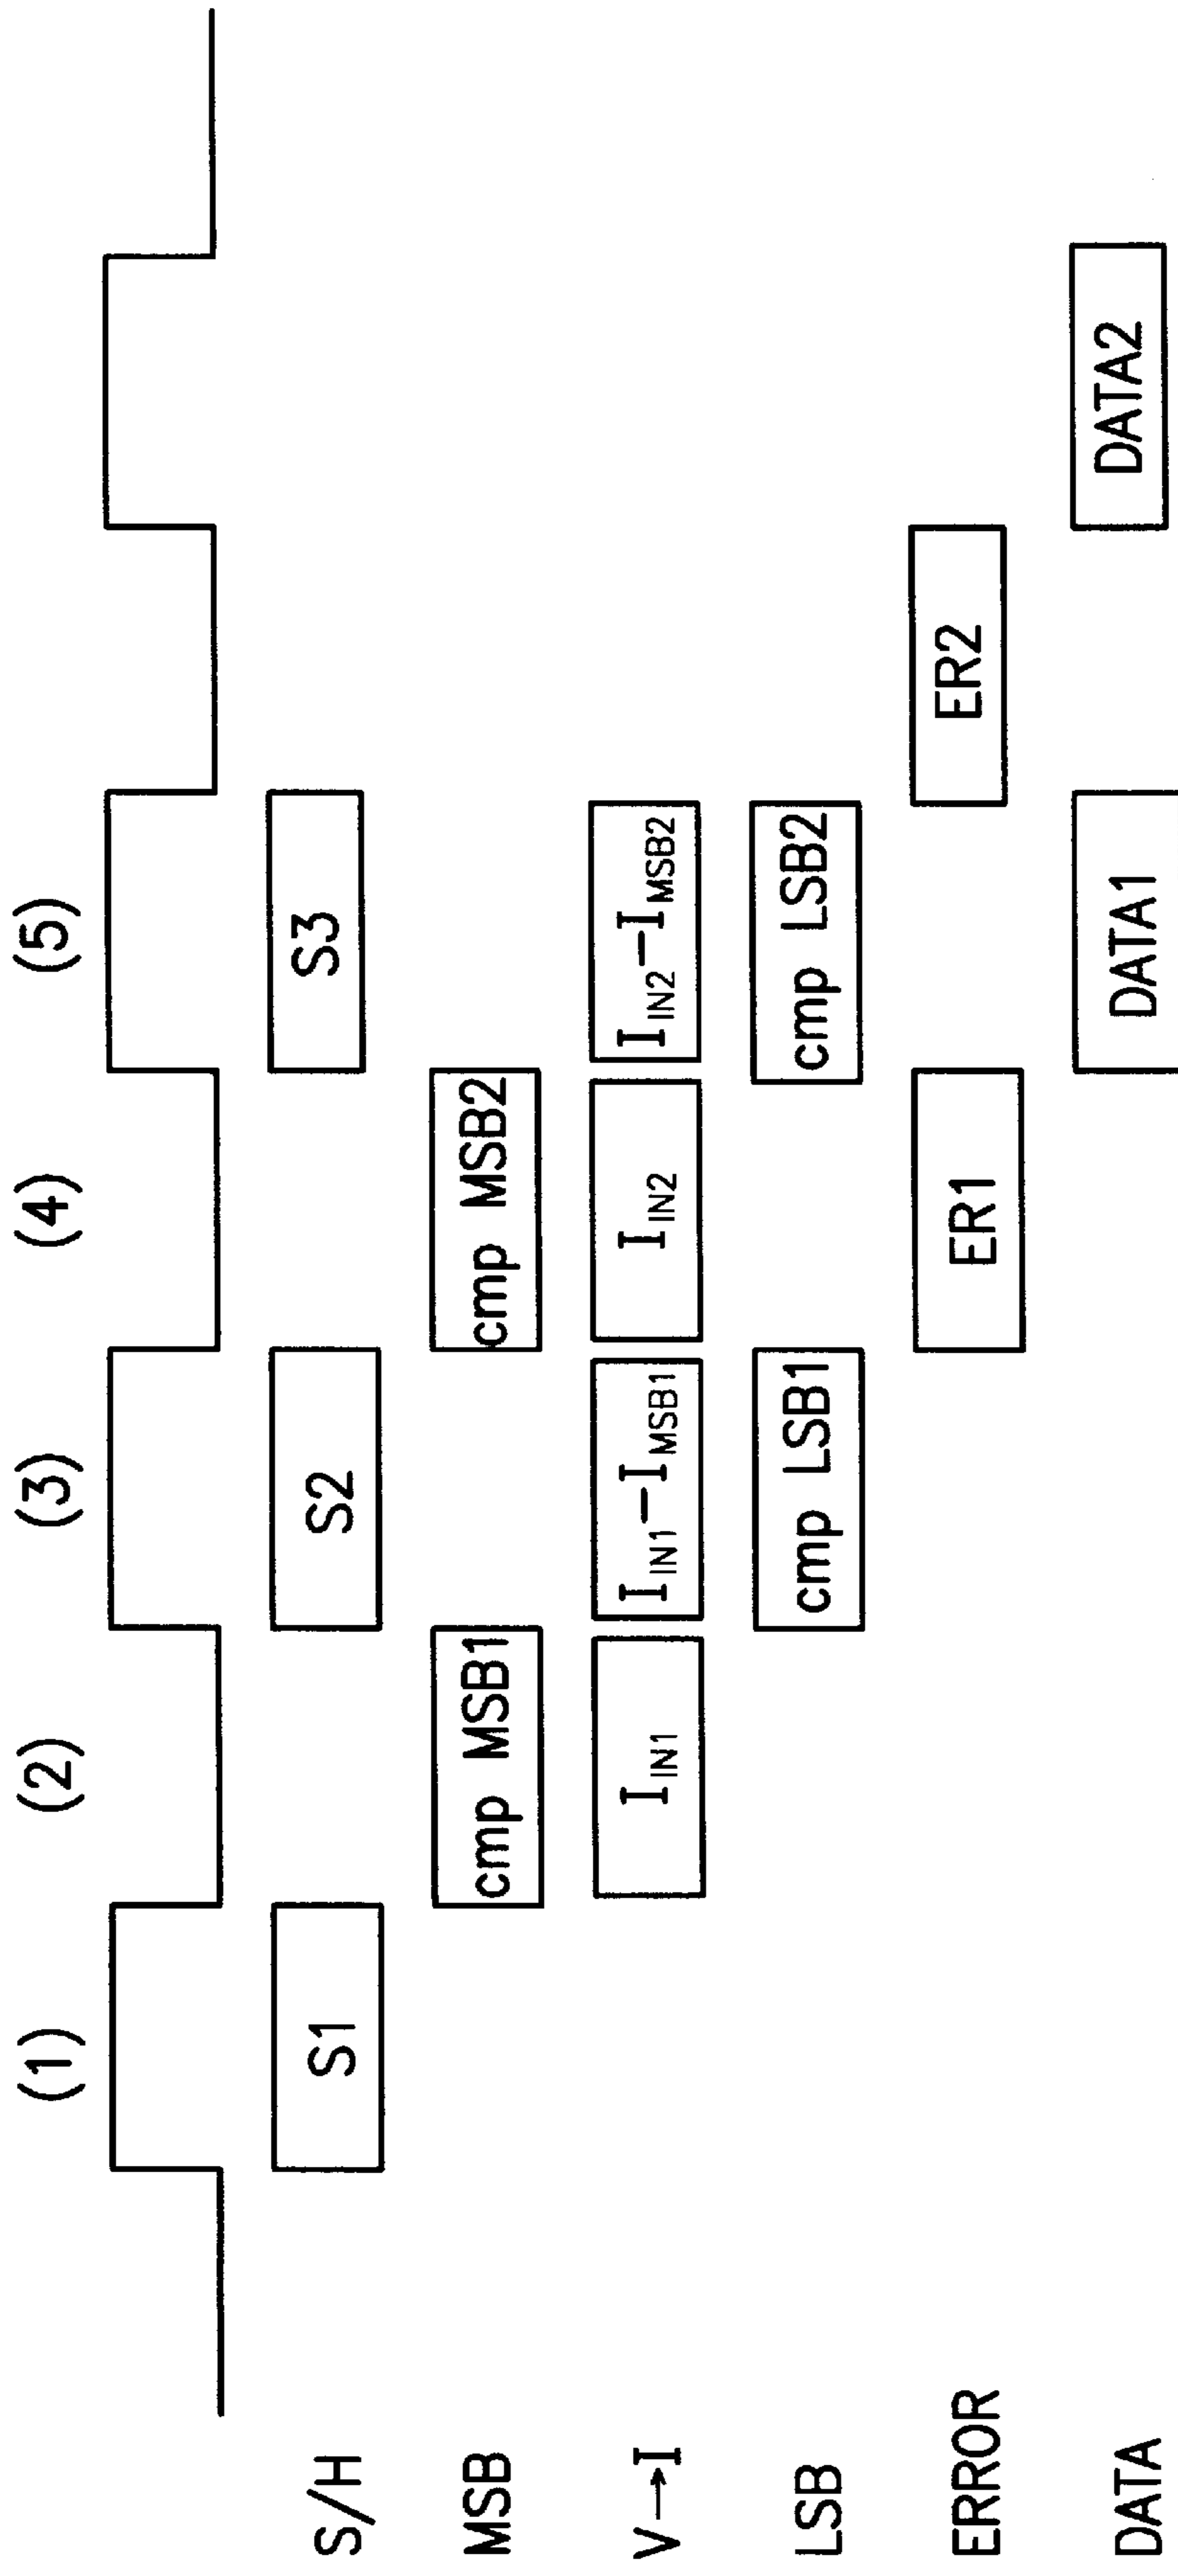 (1) (2) (3) (4) (5)
S/H S1 S2 S3
MSB cmp MSB1 cmp MSB2
V→I I_IN1 I_IN1−I_MSB1 I_IN2 I_IN2−I_MSB2
LSB cmp LSB1 cmp LSB2
ERROR ER1 ER2
DATA DATA1 DATA2